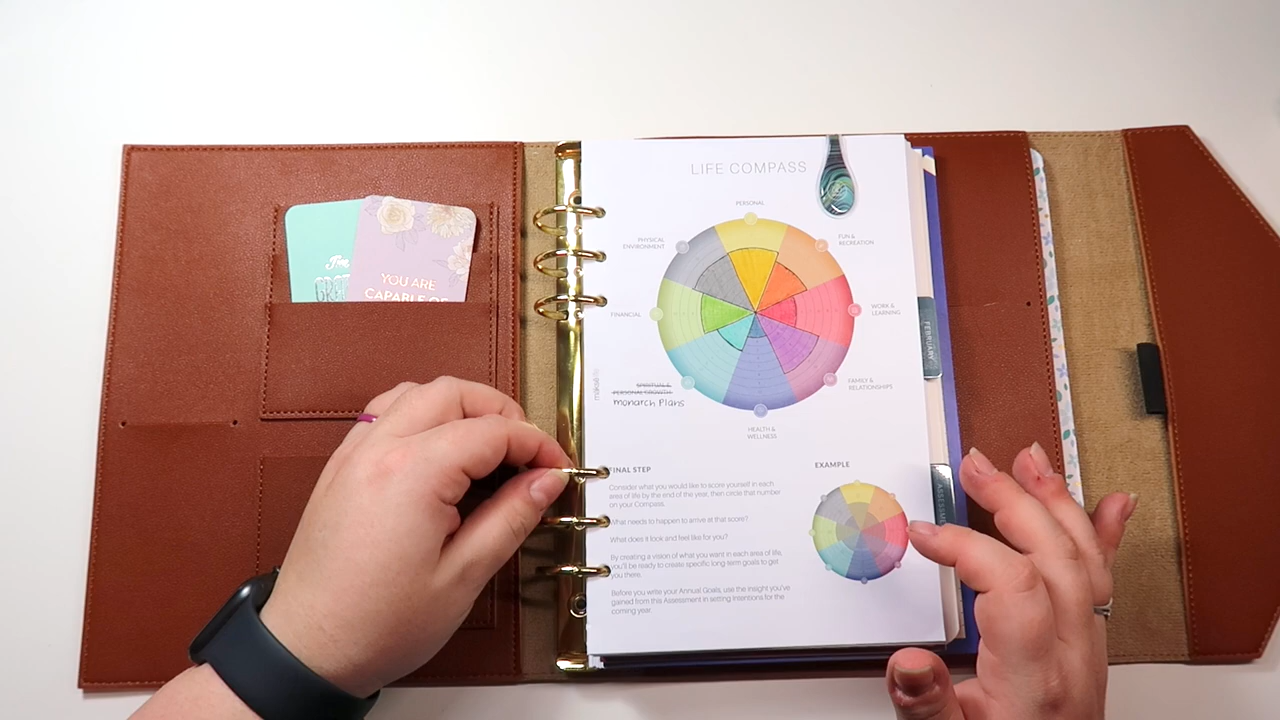 LIFE COMPASS
PERSONAL
PHYSICAL
ENVIRONMENT
FUN &
RECREATION
FINANCIAL
WORK &
LEARNING
SPIRITUAL &
PERSONAL GROWTH
monarch Plans
FAMILY &
RELATIONSHIPS
HEALTH &
WELLNESS
FINAL STEP
Consider what you would like to score yourself in each
area of life by the end of the year, then circle that number
on your Compass.
What needs to happen to arrive at that score?
What does it look and feel like for you?
By creating a vision of what you want in each area of life,
you'll be ready to create specific long term goals to get
you there.
Before you write your Annual Goals, use the insight you've
gained from this Assessment in setting intentions for the
coming year.
EXAMPLE
I'm
YOU ARE
CAPABLE OF
FEBRUARY
ASSESSM